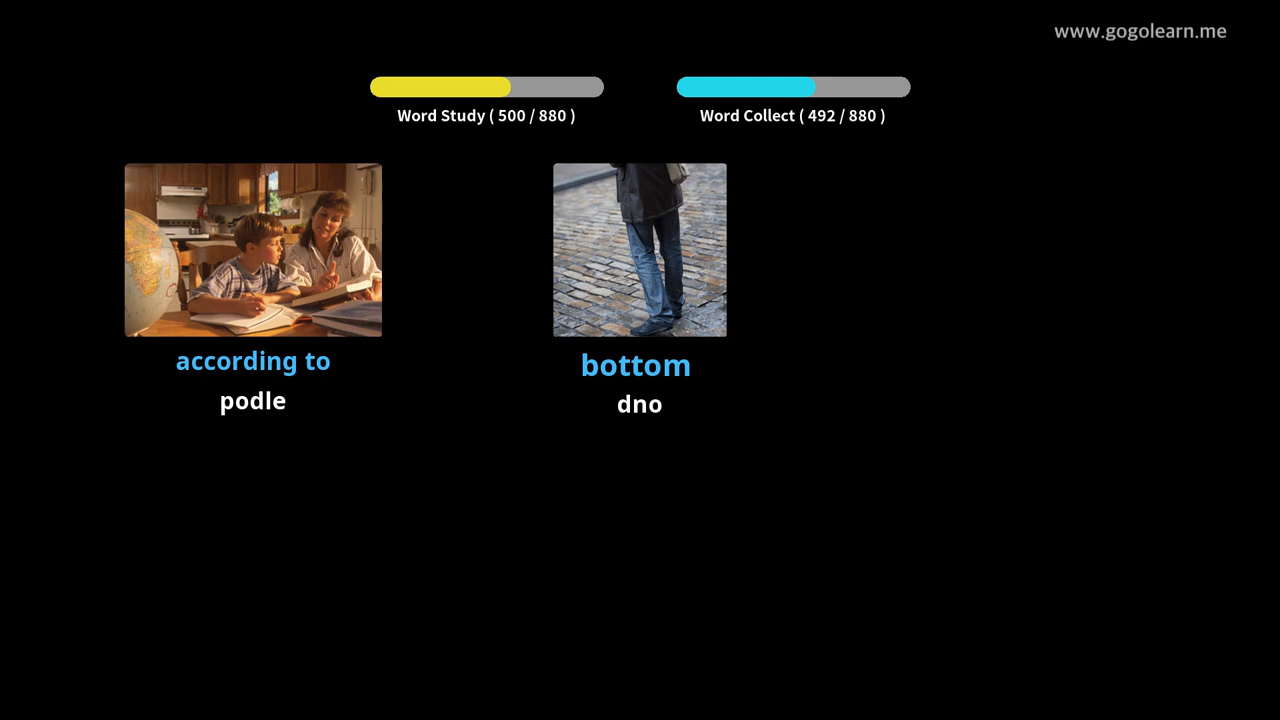 www.gogolearn.me
Word Study ( 500 / 880 )
Word Collect ( 492 / 880 )
according to
podle
bottom
dno